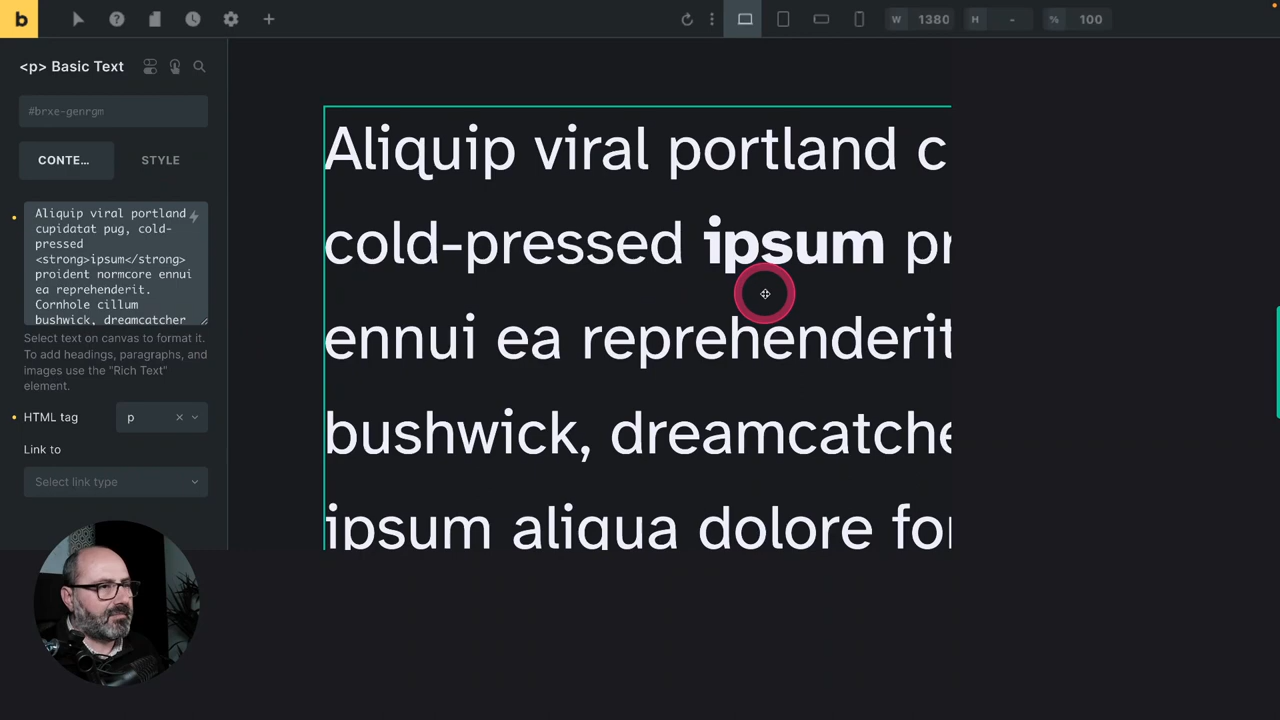 b
W 1380 H - % 100
<p> Basic Text
#brxe-genrgm
CONTE... STYLE
Aliquip viral portland
cupidatat pug, cold-
pressed
<strong>ipsum</strong>
proident normcore ennui
ea reprehenderit.
Cornhole cillum
bushwick, dreamcatcher
Select text on canvas to format it.
To add headings, paragraphs, and
images use the "Rich Text"
element.
HTML tag p
Link to
Select link type
Aliquip viral portland c
cold-pressed ipsum pr
ennui ea reprehenderit
bushwick, dreamcatche
ipsum aliqua dolore for